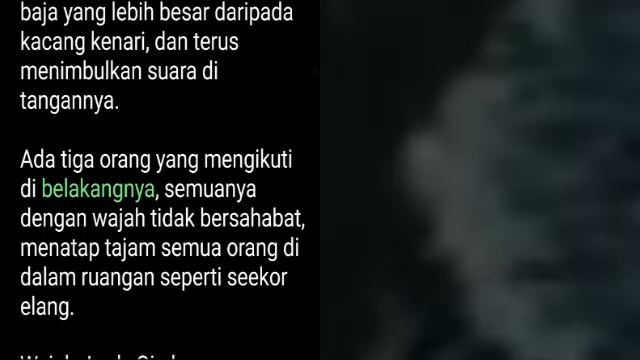 baja yang lebih besar daripada
kacang kenari, dan terus
menimbulkan suara di
tangannya.
Ada tiga orang yang mengikuti
di belakangnya, semuanya
dengan wajah tidak bersahabat,
menatap tajam semua orang di
dalam ruangan seperti seekor
elang.